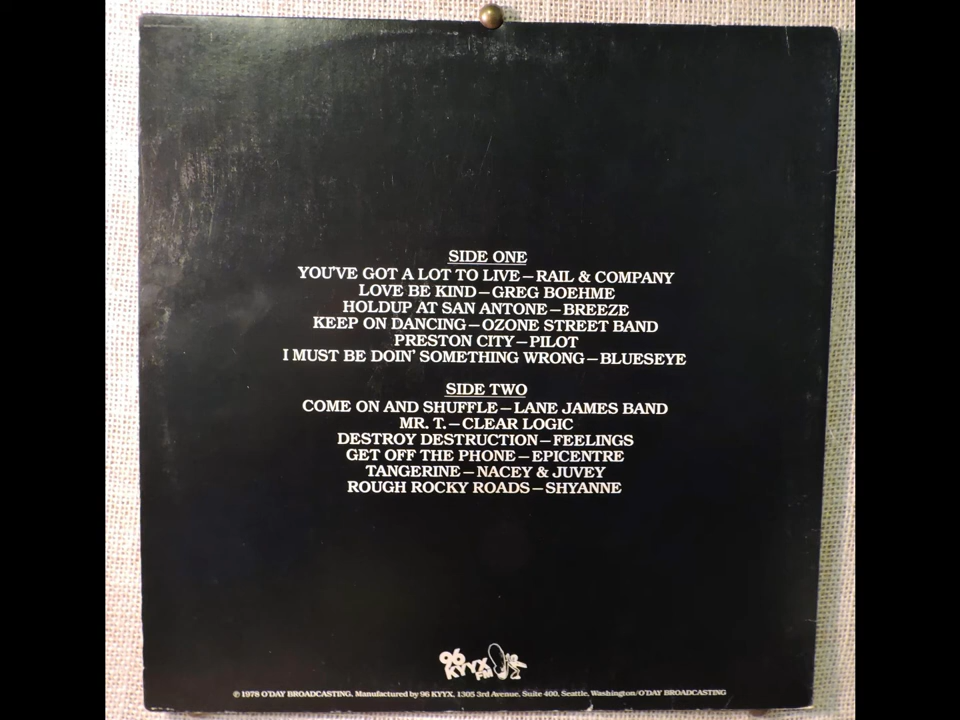 SIDE ONE
YOU'VE GOT A LOT TO LIVE – RAIL & COMPANY
LOVE BE KIND – GREG BOEHME
HOLDUP AT SAN ANTONE – BREEZE
KEEP ON DANCING – OZONE STREET BAND
PRESTON CITY – PILOT
I MUST BE DOIN' SOMETHING WRONG – BLUESEYE
SIDE TWO
COME ON AND SHUFFLE – LANE JAMES BAND
MR. T. – CLEAR LOGIC
DESTROY DESTRUCTION – FEELINGS
GET OFF THE PHONE – EPICENTRE
TANGERINE – NACEY & JUVEY
ROUGH ROCKY ROADS – SHYANNE
96
KYYX
FM
© 1978 O'DAY BROADCASTING, Manufactured by 96 KYYX, 1305 3rd Avenue, Suite 400, Seattle, Washington/O'DAY BROADCASTING